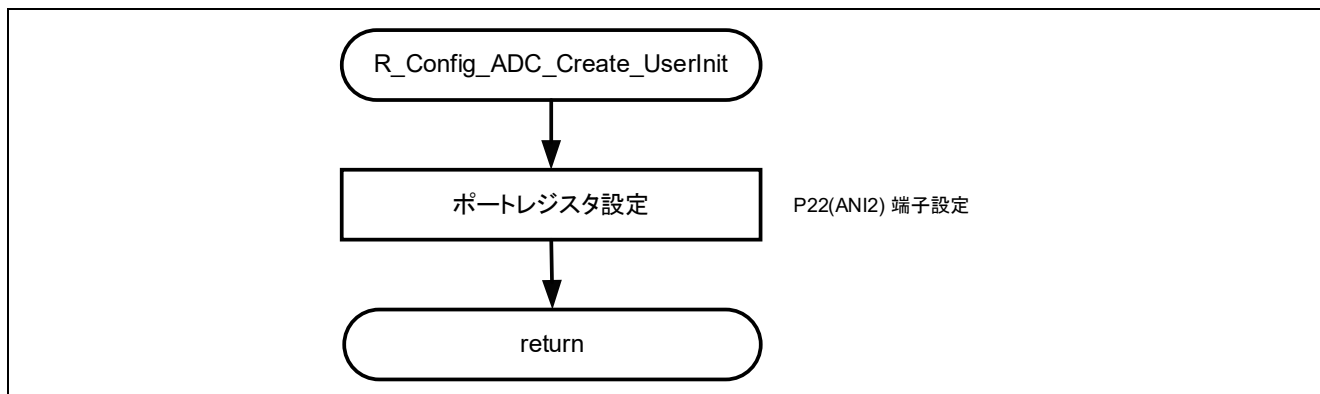 R_Config_ADC_Create_UserInit
ポートレジスタ設定
P22(ANI2) 端子設定
return